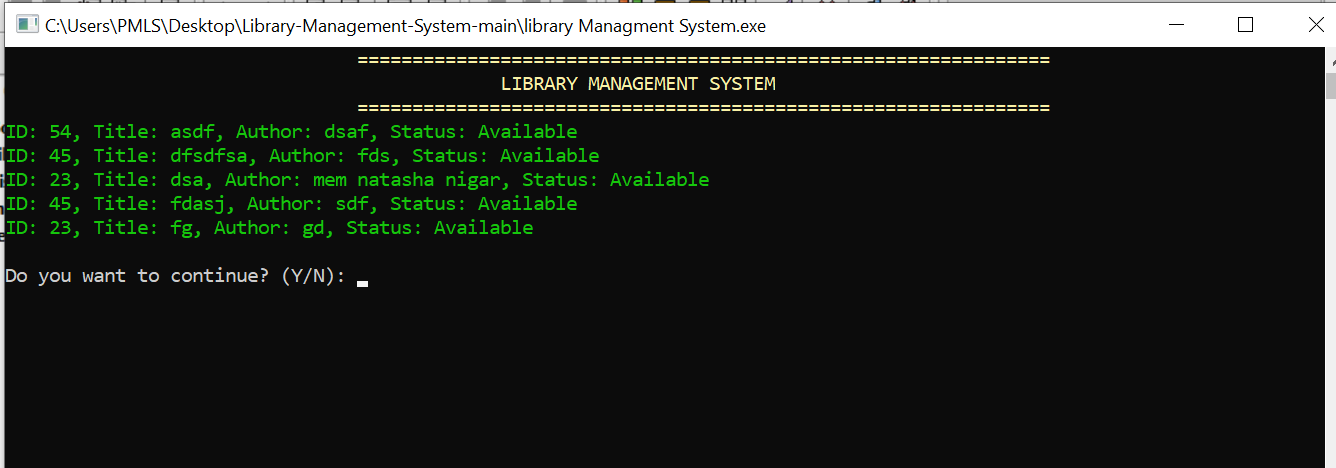 C:\Users\PMLS\Desktop\Library-Management-System-main\library Managment System.exe
===============================================================
LIBRARY MANAGEMENT SYSTEM
===============================================================
ID: 54, Title: asdf, Author: dsaf, Status: Available
ID: 45, Title: dfsdfsa, Author: fds, Status: Available
ID: 23, Title: dsa, Author: mem natasha nigar, Status: Available
ID: 45, Title: fdasj, Author: sdf, Status: Available
ID: 23, Title: fg, Author: gd, Status: Available
Do you want to continue? (Y/N):